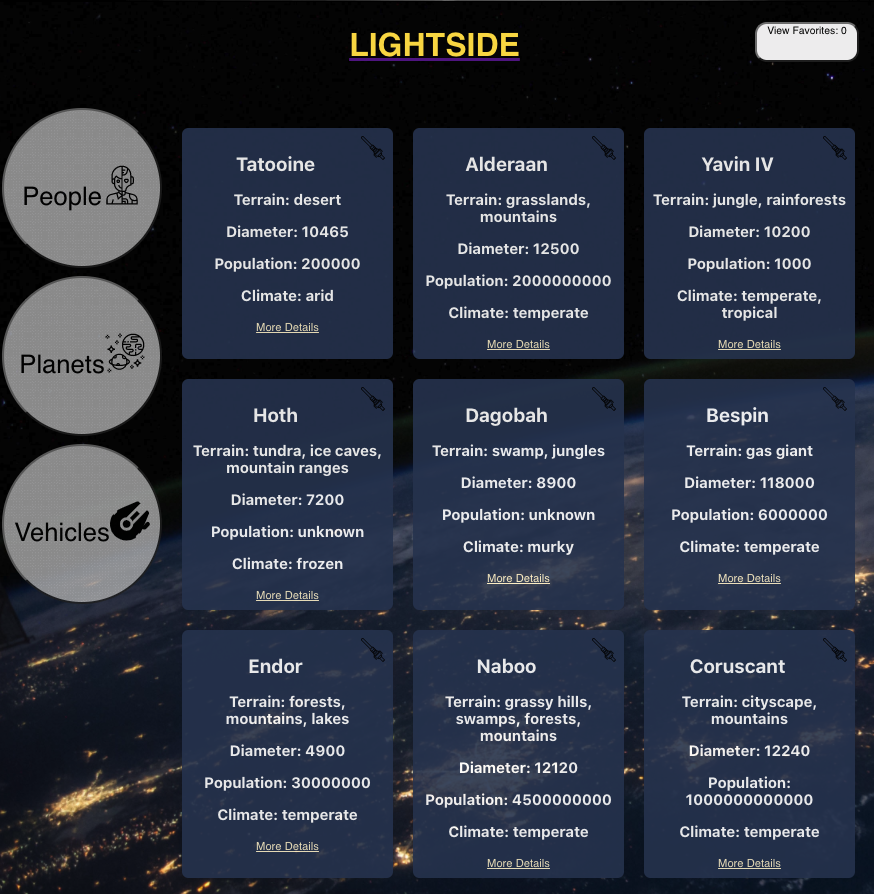 LIGHTSIDE
View Favorites: 0
People
Planets
Vehicles
Tatooine
Terrain: desert
Diameter: 10465
Population: 200000
Climate: arid
More Details
Alderaan
Terrain: grasslands,
mountains
Diameter: 12500
Population: 2000000000
Climate: temperate
More Details
Yavin IV
Terrain: jungle, rainforests
Diameter: 10200
Population: 1000
Climate: temperate,
tropical
More Details
Hoth
Terrain: tundra, ice caves,
mountain ranges
Diameter: 7200
Population: unknown
Climate: frozen
More Details
Dagobah
Terrain: swamp, jungles
Diameter: 8900
Population: unknown
Climate: murky
More Details
Bespin
Terrain: gas giant
Diameter: 118000
Population: 6000000
Climate: temperate
More Details
Endor
Terrain: forests,
mountains, lakes
Diameter: 4900
Population: 30000000
Climate: temperate
More Details
Naboo
Terrain: grassy hills,
swamps, forests,
mountains
Diameter: 12120
Population: 4500000000
Climate: temperate
More Details
Coruscant
Terrain: cityscape,
mountains
Diameter: 12240
Population:
1000000000000
Climate: temperate
More Details